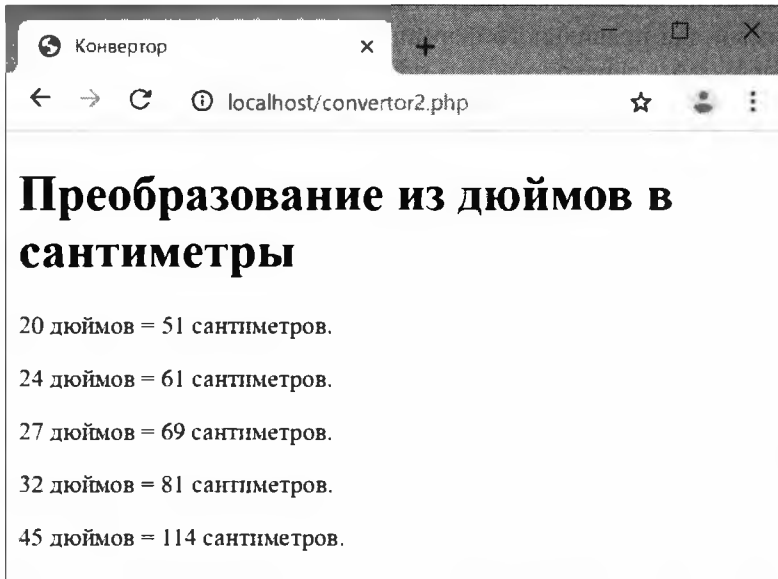 Конвертор
localhost/convertor2.php
Преобразование из дюймов в
сантиметры
20 дюймов = 51 сантиметров.
24 дюймов = 61 сантиметров.
27 дюймов = 69 сантиметров.
32 дюймов = 81 сантиметров.
45 дюймов = 114 сантиметров.